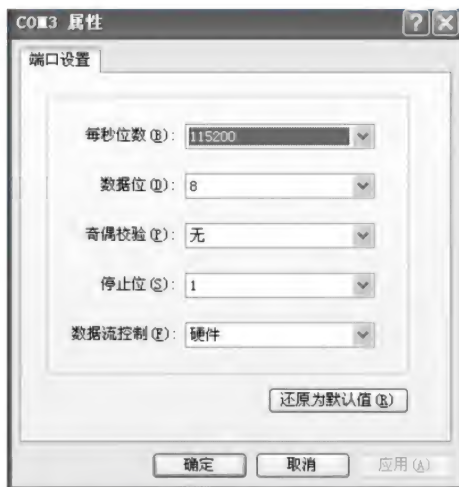 COM3 属性
端口设置
每秒位数(B): 115200
数据位(D): 8
奇偶校验(P): 无
停止位(S): 1
数据流控制(F): 硬件
还原为默认值(R)
确定 取消 应用(A)